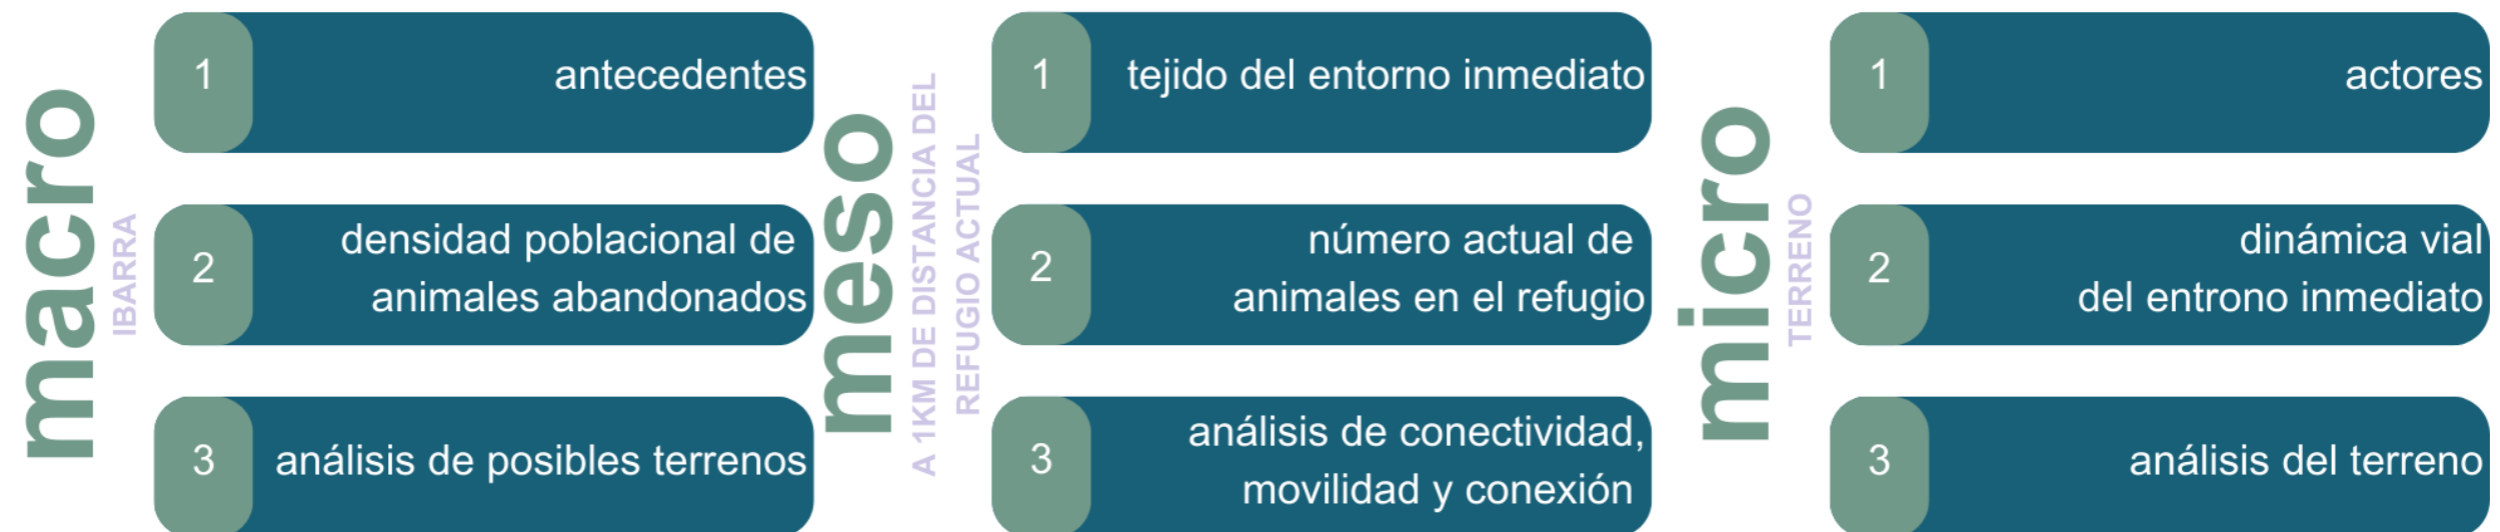 macro
IBARRA
1
antecedentes
2
densidad poblacional de
animales abandonados
3
análisis de posibles terrenos
meso
A 1KM DE DISTANCIA DEL
REFUGIO ACTUAL
1
tejido del entorno inmediato
2
número actual de
animales en el refugio
3
análisis de conectividad,
movilidad y conexión
micro
TERRENO
1
actores
2
dinámica vial
del entrono inmediato
3
análisis del terreno